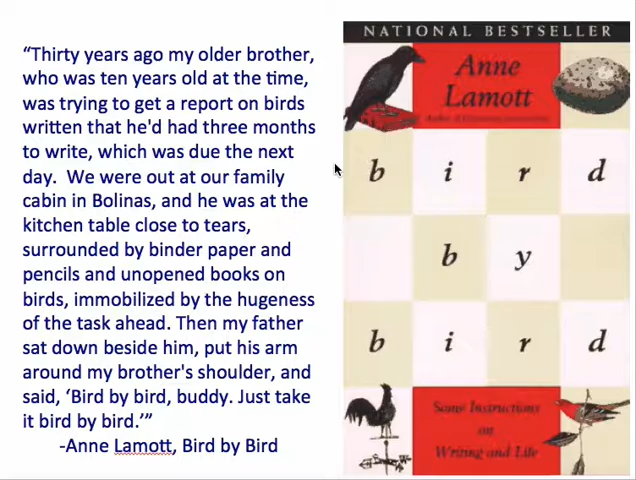 “Thirty years ago my older brother,
who was ten years old at the time,
was trying to get a report on birds
written that he'd had three months
to write, which was due the next
day.  We were out at our family
cabin in Bolinas, and he was at the
kitchen table close to tears,
surrounded by binder paper and
pencils and unopened books on
birds, immobilized by the hugeness
of the task ahead. Then my father
sat down beside him, put his arm
around my brother's shoulder, and
said, ‘Bird by bird, buddy. Just take
it bird by bird.’”
-Anne Lamott, Bird by Bird
NATIONAL BESTSELLER
Anne
Lamott
b i r d
b y
b i r d
Some Instructions
on
Writing and Life